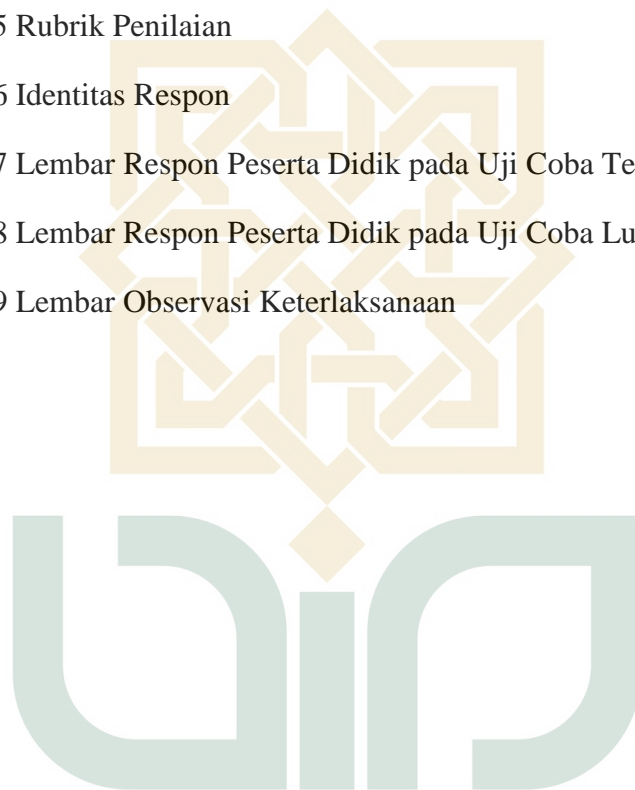 5 Rubrik Penilaian
6 Identitas Respon
7 Lembar Respon Peserta Didik pada Uji Coba Te
8 Lembar Respon Peserta Didik pada Uji Coba Lu
9 Lembar Observasi Keterlaksanaan